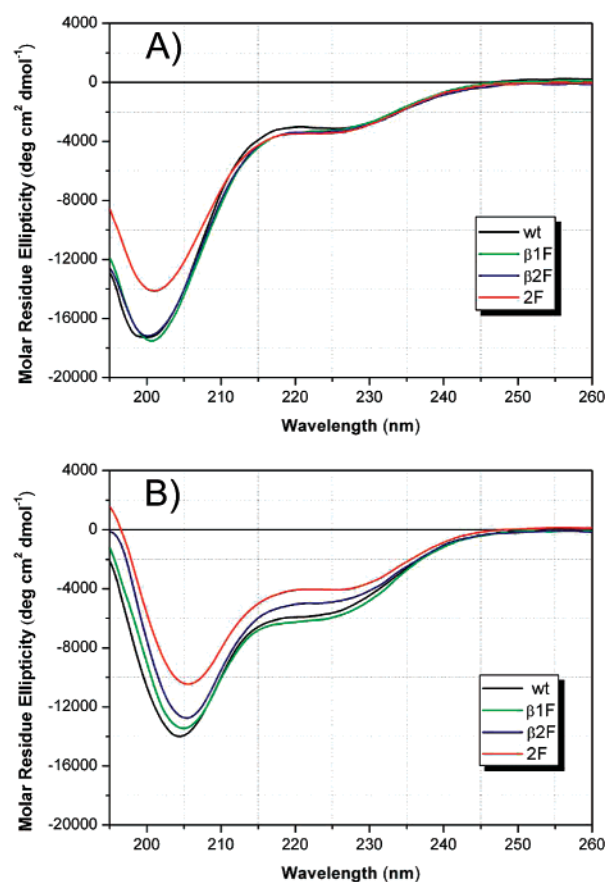 A)
Molar Residue Ellipticity (deg cm² dmol⁻¹)
4000
0
-4000
-8000
-12000
-16000
-20000
wt
β1F
β2F
2F
200 210 220 230 240 250 260
Wavelength (nm)
B)
Molar Residue Ellipticity (deg cm² dmol⁻¹)
4000
0
-4000
-8000
-12000
-16000
-20000
wt
β1F
β2F
2F
200 210 220 230 240 250 260
Wavelength (nm)